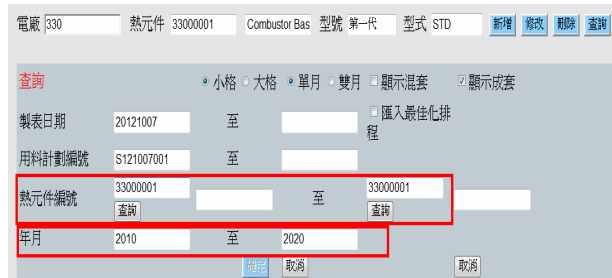 電廠 330 熱元件 33000001 Combustor Bas 型號 第一代 型式 STD 新增 修改 刪除 查詢
查詢 小格 大格 單月 雙月 顯示混套 顯示成套
製表日期 20121007 至 匯入最佳化排程
用料計劃編號 S121007001 至
熱元件編號 33000001 查詢 至 33000001 查詢
年月 2010 至 2020
確定 取消 取消